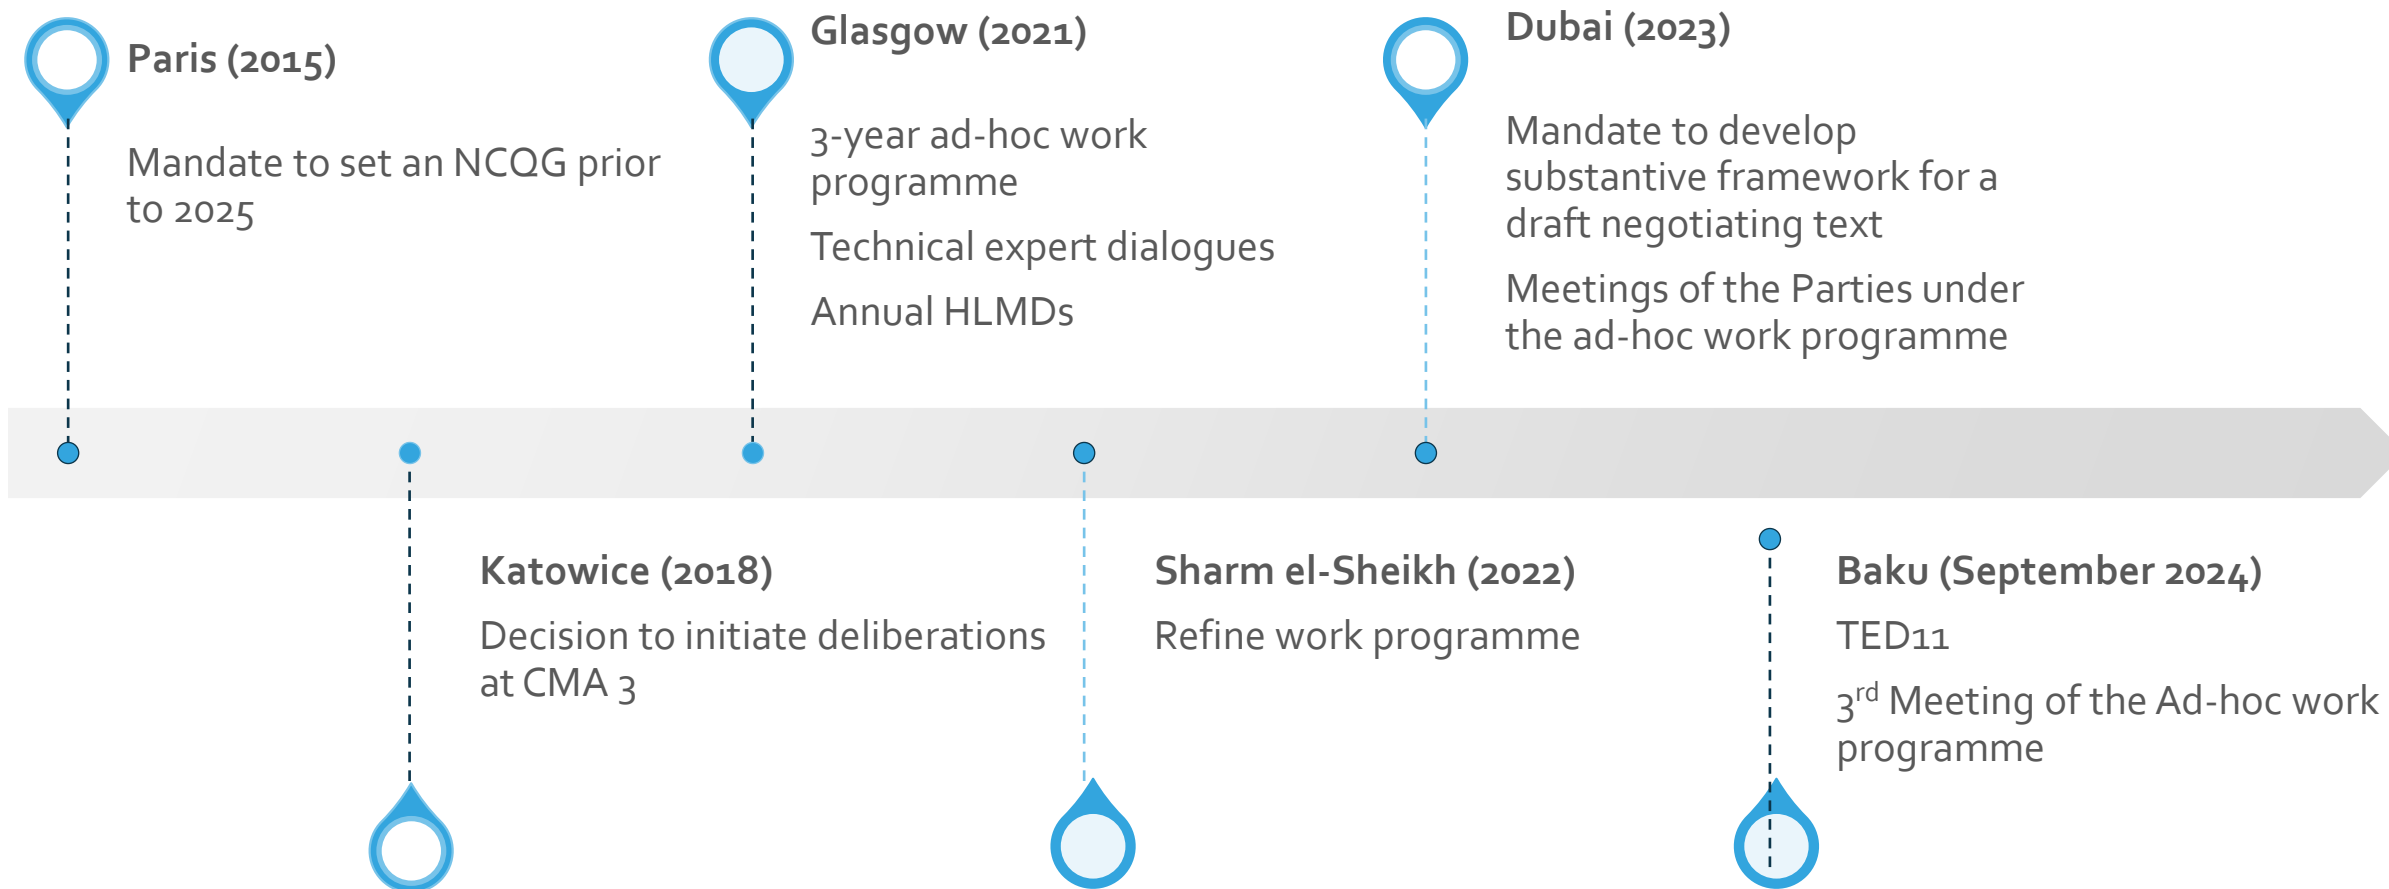 Paris (2015)
Mandate to set an NCQG prior
to 2025
Katowice (2018)
Decision to initiate deliberations
at CMA 3
Glasgow (2021)
3-year ad-hoc work
programme
Technical expert dialogues
Annual HLMDs
Sharm el-Sheikh (2022)
Refine work programme
Dubai (2023)
Mandate to develop
substantive framework for a
draft negotiating text
Meetings of the Parties under
the ad-hoc work programme
Baku (September 2024)
TED11
3rd Meeting of the Ad-hoc work
programme